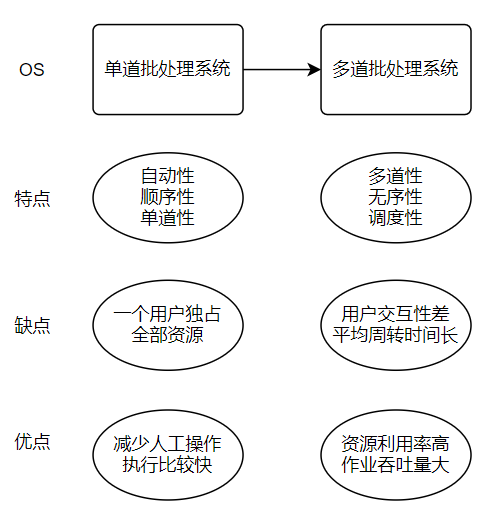 OS
单道批处理系统
多道批处理系统
特点
自动性
顺序性
单道性
多道性
无序性
调度性
缺点
一个用户独占
全部资源
用户交互性差
平均周转时间长
优点
减少人工操作
执行比较快
资源利用率高
作业吞吐量大